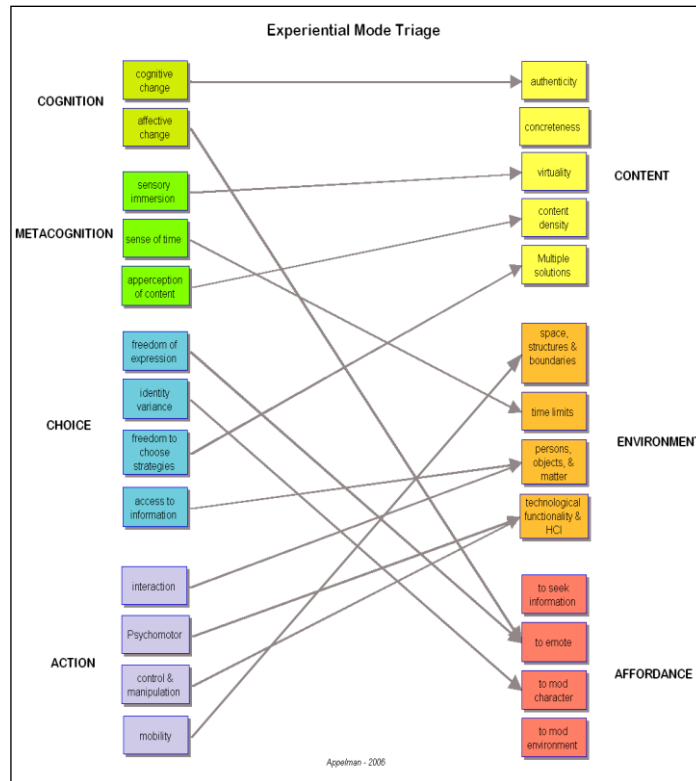 Experiential Mode Triage
COGNITION
cognitive
change
affective
change
METACOGNITION
sensory
immersion
sense of time
apperception
of content
CHOICE
freedom of
expression
identity
variance
freedom to
choose
strategies
access to
information
ACTION
interaction
Psychomotor
control &
manipulation
mobility
authenticity
concreteness
virtuality
CONTENT
content
density
Multiple
solutions
space,
structures &
boundaries
time limits
ENVIRONMENT
persons,
objects, &
matter
technological
functionality &
HCI
to seek
information
to emote
AFFORDANCE
to mod
character
to mod
environment
Appelman - 2006